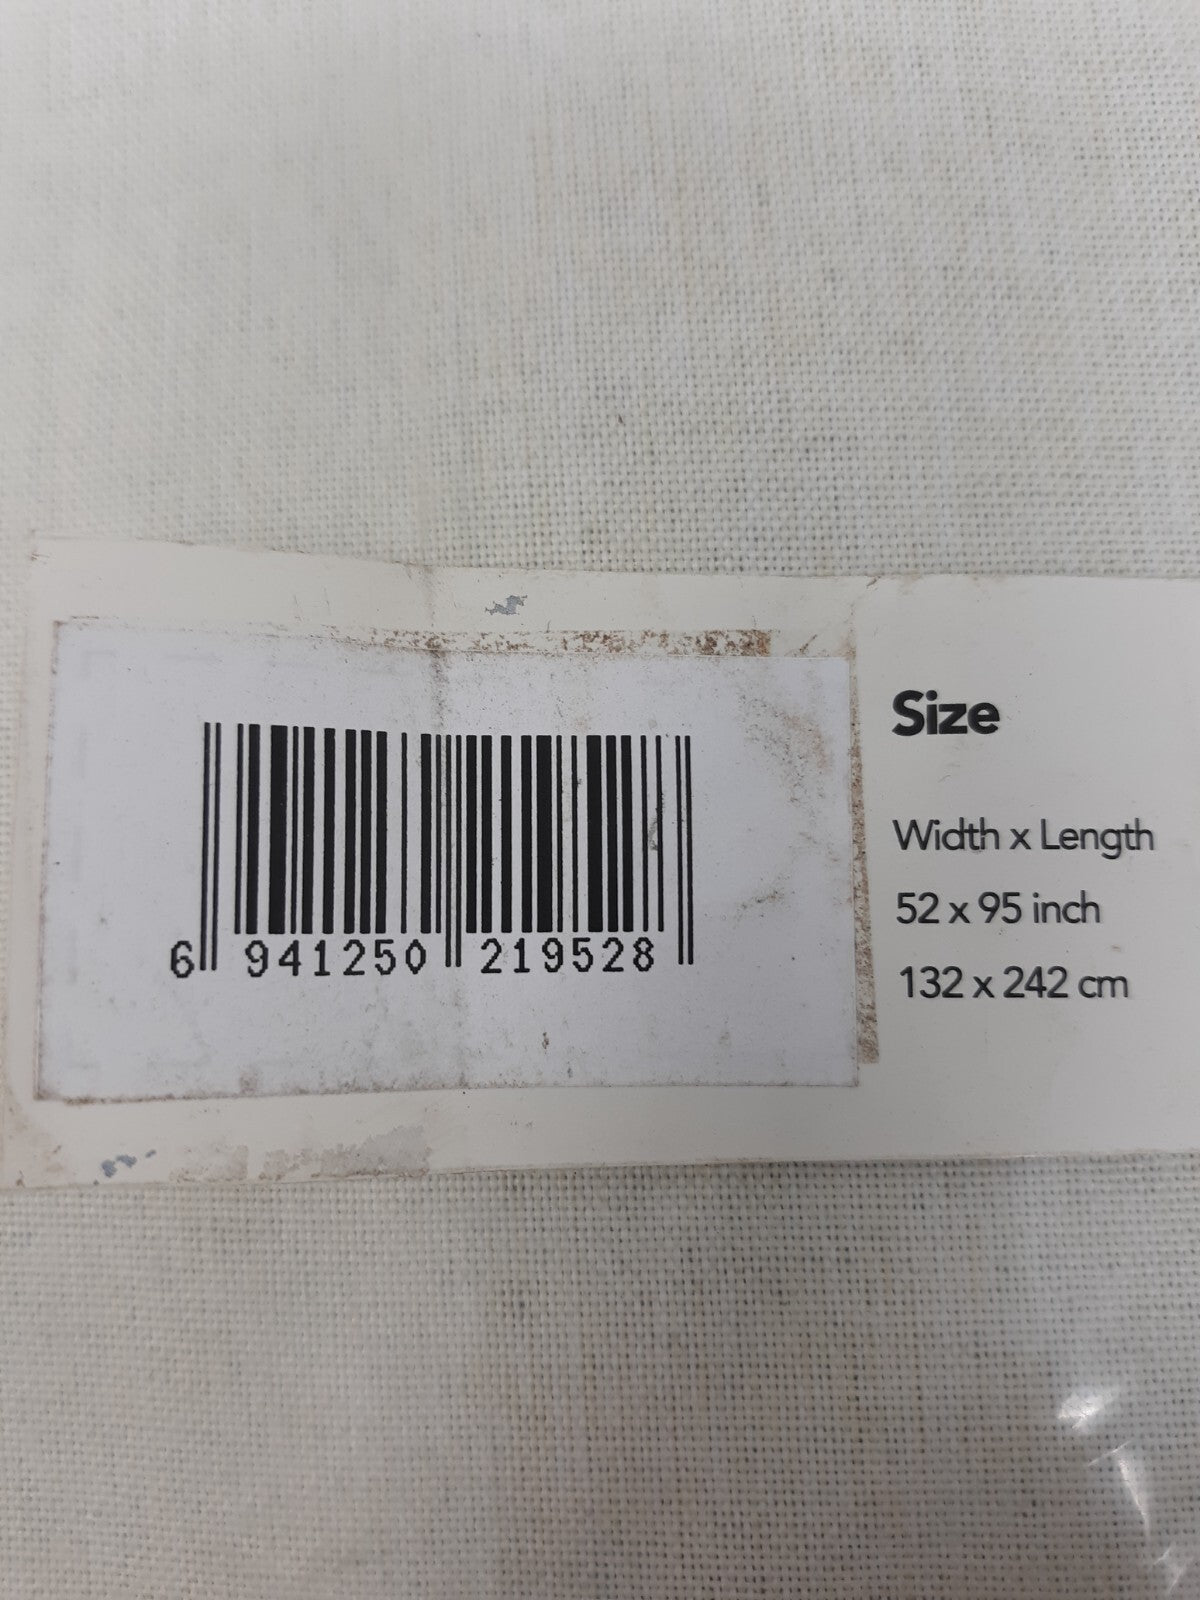 6 941250 219528
Size
Width x Length
52 x 95 inch
132 x 242 cm